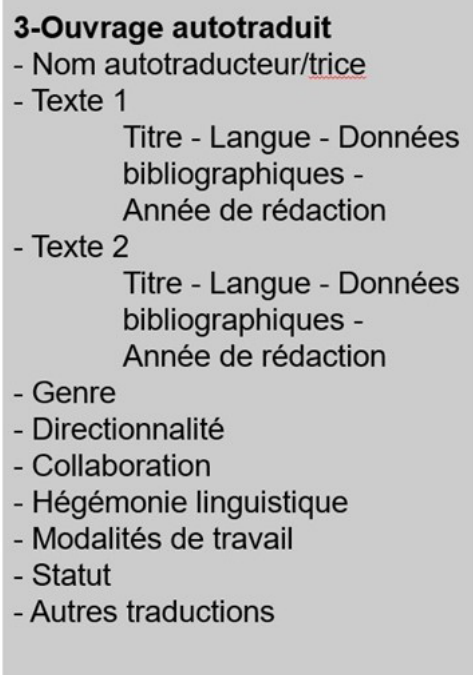 3-Ouvrage autotraduit
- Nom autotraducteur/trice
- Texte 1
Titre - Langue - Données
bibliographiques -
Année de rédaction
- Texte 2
Titre - Langue - Données
bibliographiques -
Année de rédaction
- Genre
- Directionnalité
- Collaboration
- Hégémonie linguistique
- Modalités de travail
- Statut
- Autres traductions